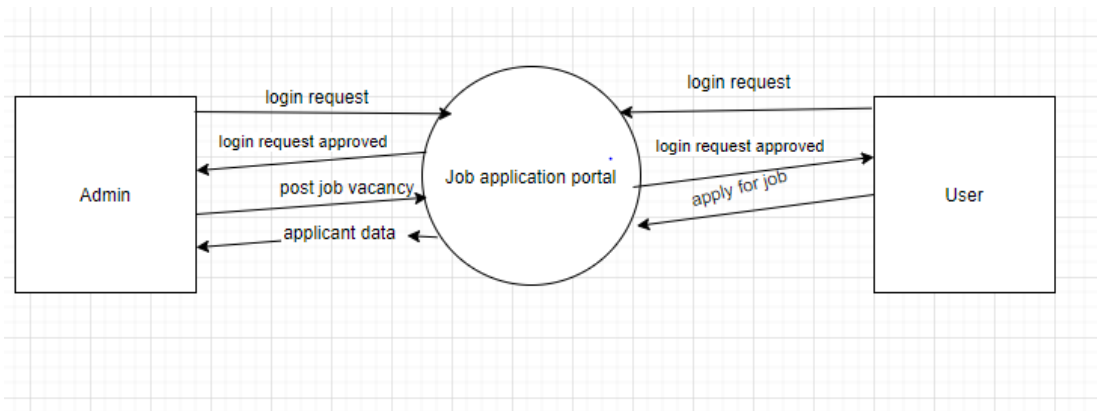 login request
login request
login request approved
login request approved
Job application portal
post job vacancy
apply for job
Admin
User
applicant data